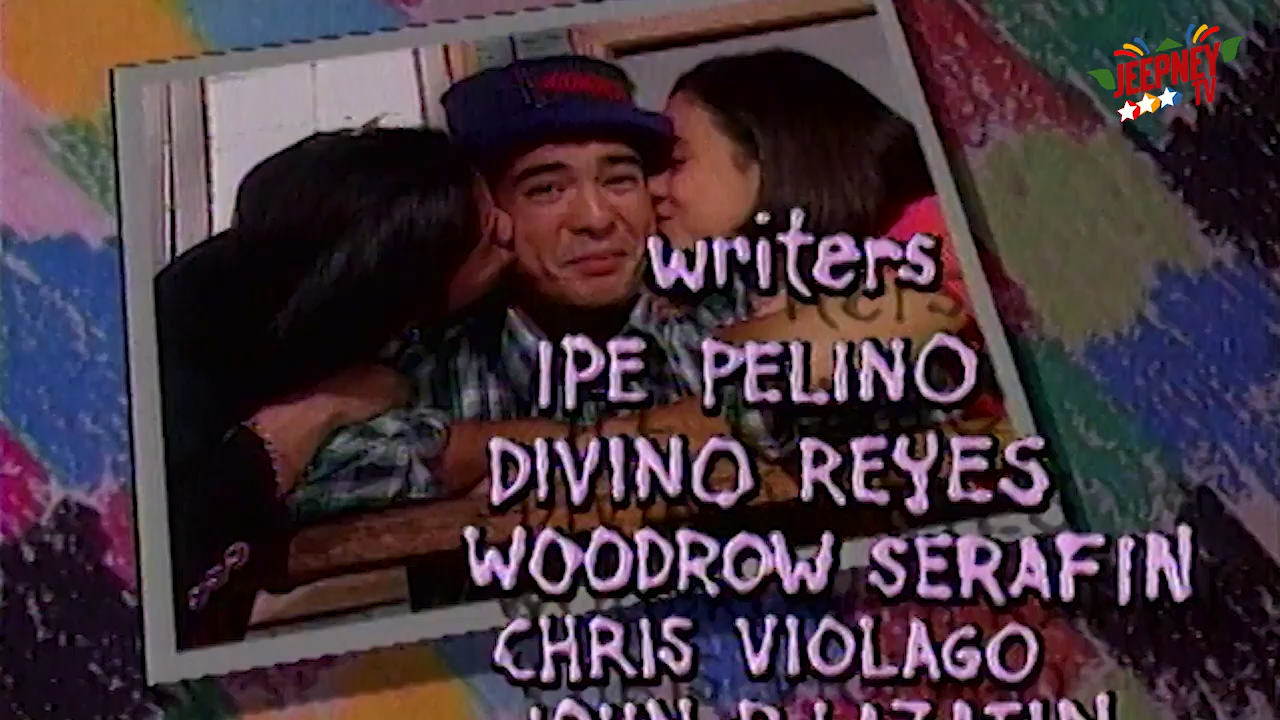 JEEPNEY
TV
writers
IPE PELINO
DIVINO REYES
WOODROW SERAFIN
CHRIS VIOLAGO